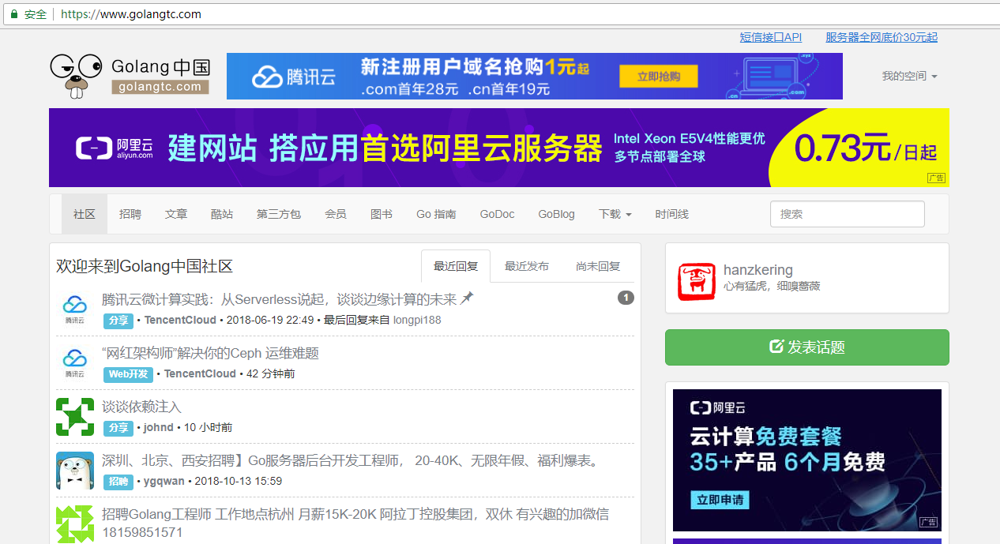 安全 https://www.golangtc.com
短信接口API 服务器全网底价30元起
Golang中国
golangtc.com
腾讯云
新注册用户域名抢购1元起
.com首年28元 .cn首年19元
立即抢购
.xyz
.cn
.com
我的空间
阿里云
aliyun.com
建网站 搭应用首选阿里云服务器
Intel Xeon E5V4性能更优
多节点部署全球
0.73元/日起
广告
社区 招聘 文章 酷站 第三方包 会员 图书 Go 指南 GoDoc GoBlog 下载 时间线 搜索
欢迎来到Golang中国社区 最近回复 最近发布 尚未回复
腾讯云
腾讯云微计算实践：从Serverless说起，谈谈边缘计算的未来 1
分享 • TencentCloud • 2018-06-19 22:49 • 最后回复来自 longpi188
腾讯云
“网红架构师”解决你的Ceph 运维难题
Web开发 • TencentCloud • 42 分钟前
谈谈依赖注入
分享 • johnd • 10 小时前
深圳、北京、西安招聘】Go服务器后台开发工程师， 20-40K、无限年假、福利爆表。
招聘 • ygqwan • 2018-10-13 15:59
招聘Golang工程师 工作地点杭州 月薪15K-20K 阿拉丁控股集团，双休 有兴趣的加微信
18159851571
hanzkering
心有猛虎，细嗅蔷薇
发表话题
阿里云
云计算免费套餐
35+产品 6个月免费
立即申请
广告